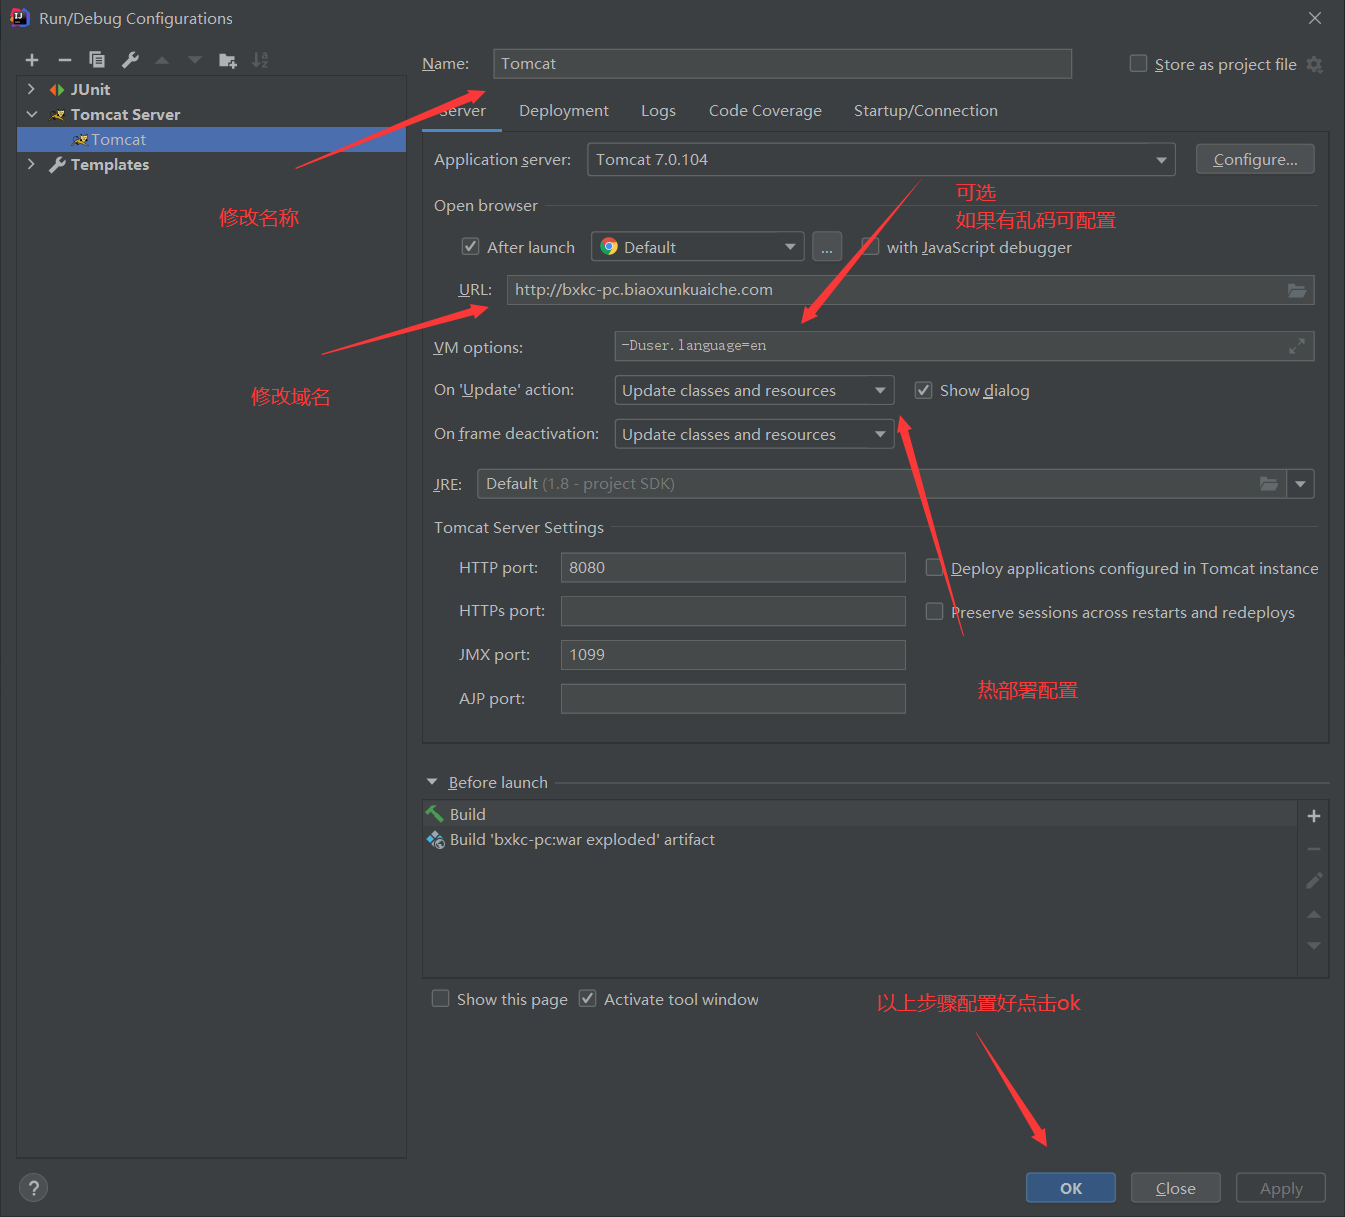 Run/Debug Configurations
JUnit
Tomcat Server
Tomcat
Templates
修改名称
Name:
Tomcat
Store as project file
Server
Deployment
Logs
Code Coverage
Startup/Connection
Application server:
Tomcat 7.0.104
Configure...
可选
如果有乱码可配置
Open browser
After launch
Default
...
with JavaScript debugger
URL:
http://bxkc-pc.biaoxunkuaiche.com
修改域名
VM options:
-Duser.language=en
On 'Update' action:
Update classes and resources
Show dialog
On frame deactivation:
Update classes and resources
JRE:
Default (1.8 - project SDK)
Tomcat Server Settings
HTTP port:
8080
Deploy applications configured in Tomcat instance
HTTPs port:
Preserve sessions across restarts and redeploys
JMX port:
1099
AJP port:
热部署配置
Before launch
Build
Build 'bxkc-pc:war exploded' artifact
Show this page
Activate tool window
以上步骤配置好点击ok
?
OK
Close
Apply